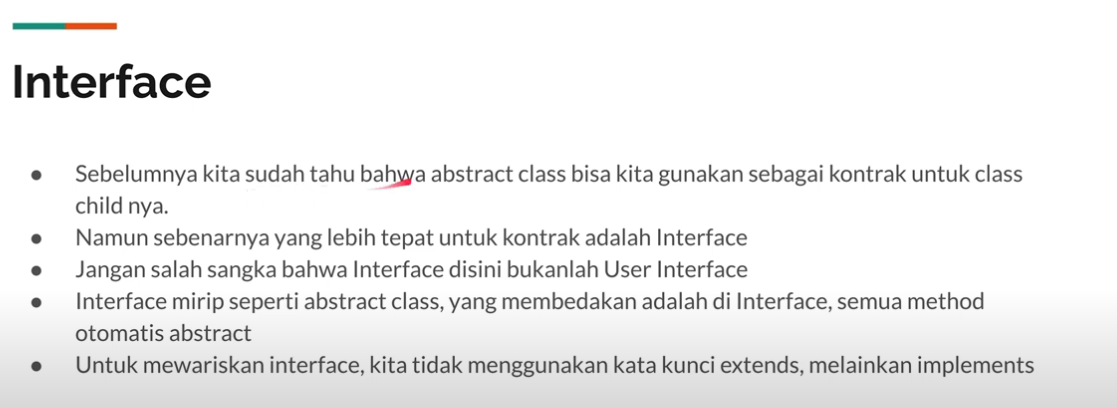 Interface
● Sebelumnya kita sudah tahu bahwa abstract class bisa kita gunakan sebagai kontrak untuk class
child nya.
● Namun sebenarnya yang lebih tepat untuk kontrak adalah Interface
● Jangan salah sangka bahwa Interface disini bukanlah User Interface
● Interface mirip seperti abstract class, yang membedakan adalah di Interface, semua method
otomatis abstract
● Untuk mewariskan interface, kita tidak menggunakan kata kunci extends, melainkan implements